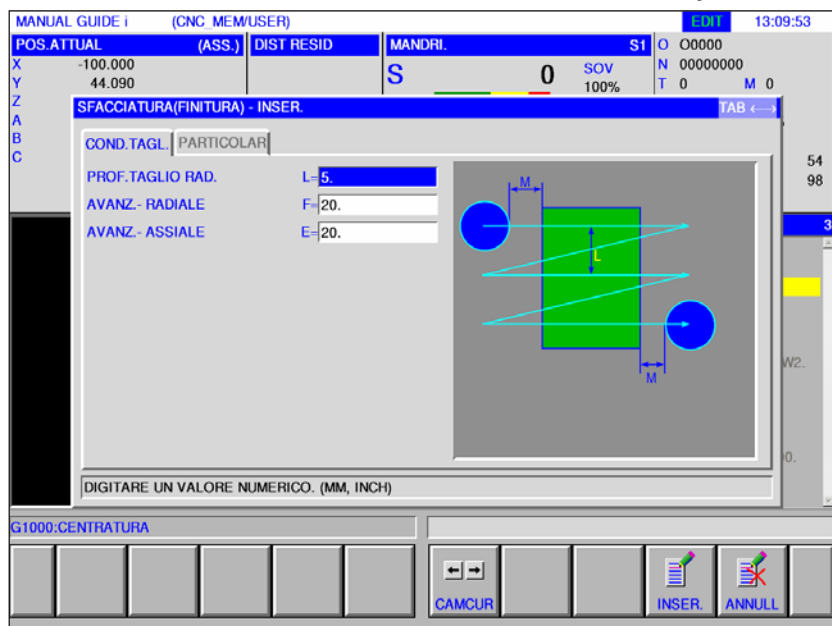 MANUAL GUIDE i (CNC_MEM/USER) EDIT 13:09:53
POS.ATTUAL (ASS.) DIST RESID MANDRI. S1 O O0000
X -100.000 N 00000000
Y 44.090 S 0 SOV 100% T 0 M 0
Z
A
B
C
54
98
SFACCIATURA(FINITURA) - INSER. TAB ←→
COND.TAGL. PARTICOLAR
PROF.TAGLIO RAD. L=5.
AVANZ.- RADIALE F=20.
AVANZ.- ASSIALE E=20.
M
L
M
3
W2.
00.
DIGITARE UN VALORE NUMERICO. (MM, INCH)
G1000:CENTRATURA
CAMCUR INSER. ANNULL